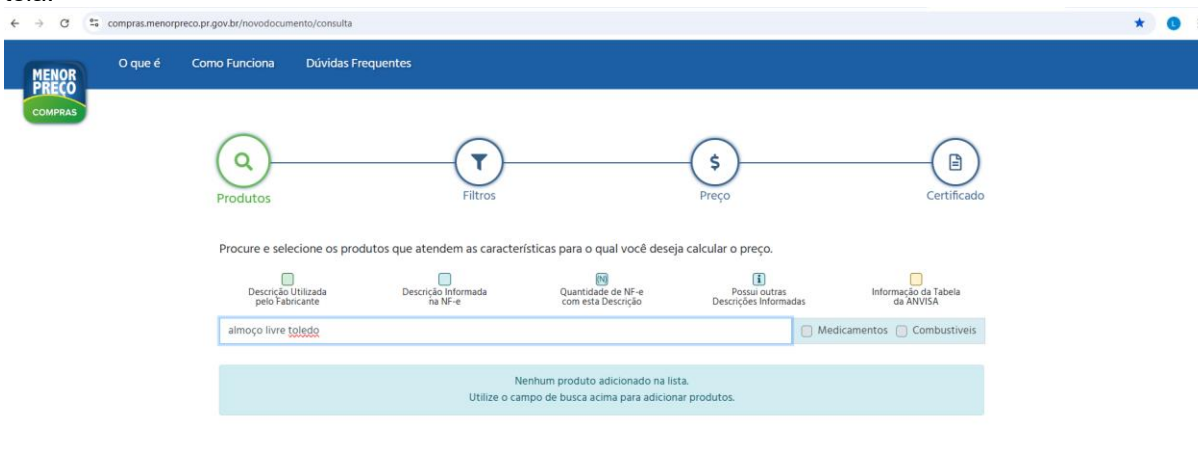 compras.menorpreco.pr.gov.br/novodocumento/consulta
L
MENOR
PREÇO
COMPRAS
O que é Como Funciona Dúvidas Frequentes
$
Produtos Filtros Preço Certificado
Procure e selecione os produtos que atendem as características para o qual você deseja calcular o preço.
(N) i
Descrição Utilizada Descrição Informada Quantidade de NF-e Possui outras Informação da Tabela
pelo Fabricante na NF-e com esta Descrição Descrições Informadas da ANVISA
almoço livre toledo Medicamentos Combustiveis
Nenhum produto adicionado na lista.
Utilize o campo de busca acima para adicionar produtos.